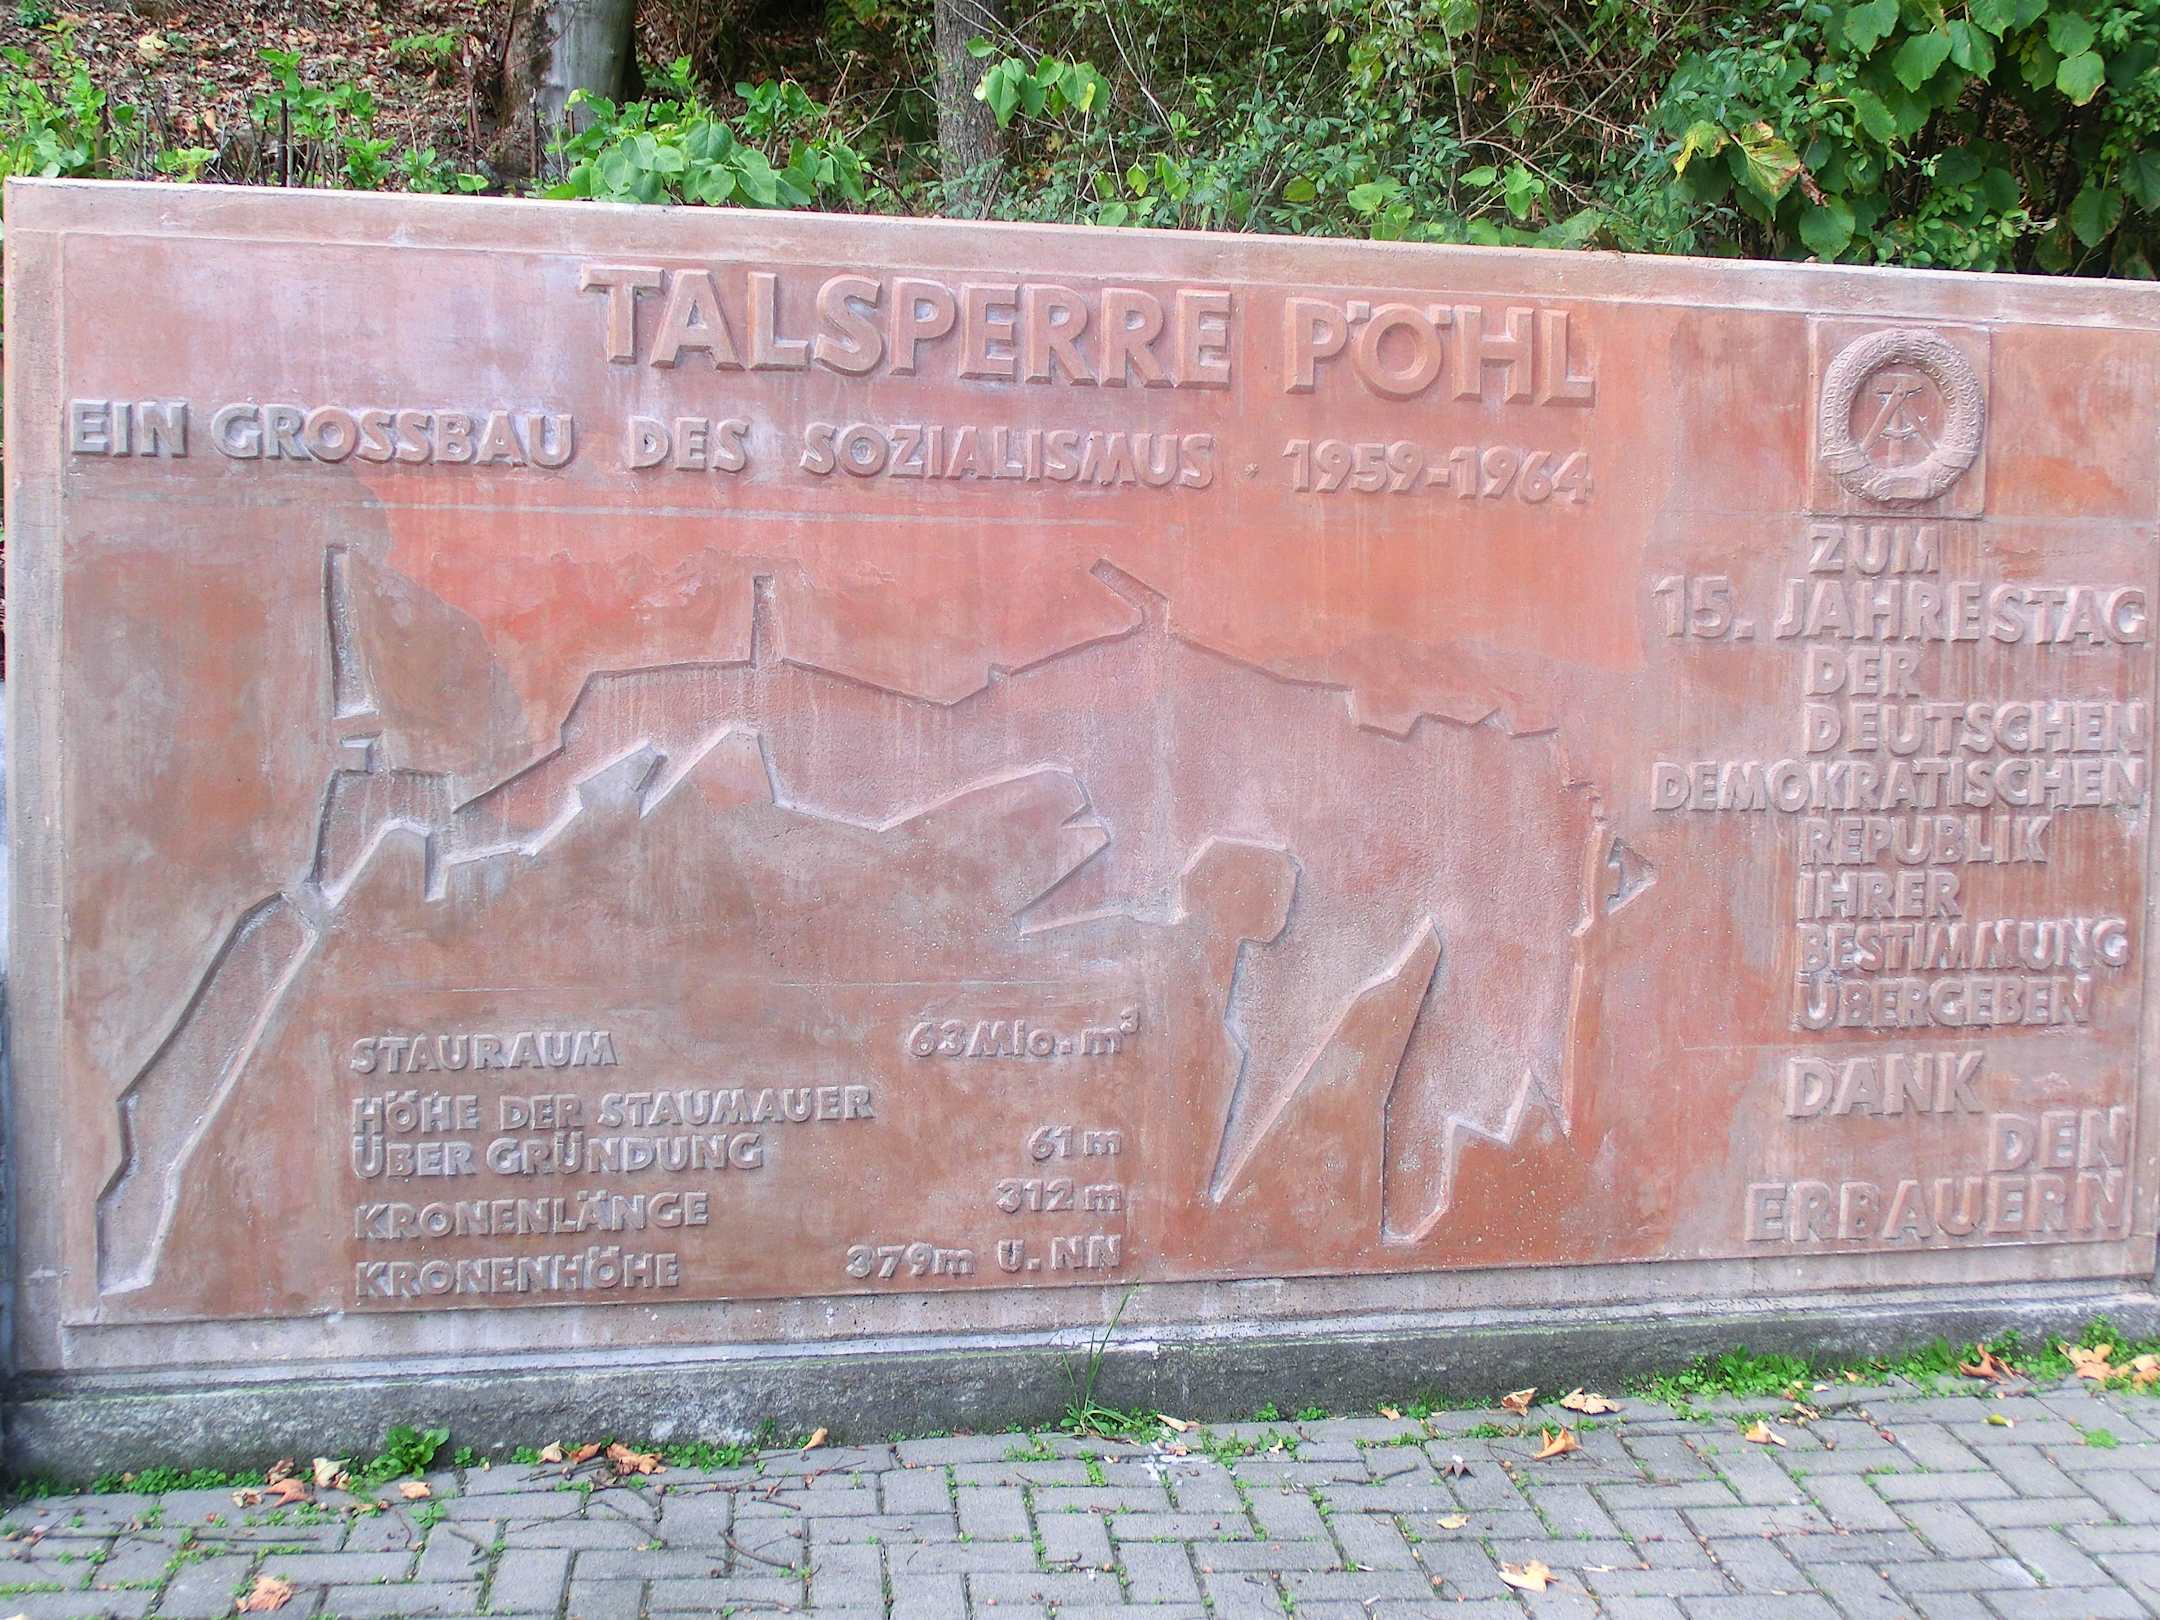 TALSPERRE PÖHL
EIN GROSSBAU DES SOZIALISMUS · 1959-1964
STAURAUM 63 Mio. m³
HÖHE DER STAUMAUER
ÜBER GRÜNDUNG 61 m
KRONENLÄNGE 312 m
KRONENHÖHE 379m ü. NN
ZUM
15. JAHRESTAG
DER
DEUTSCHEN
DEMOKRATISCHEN
REPUBLIK
IHRER
BESTIMMUNG
ÜBERGEBEN
DANK
DEN
ERBAUERN